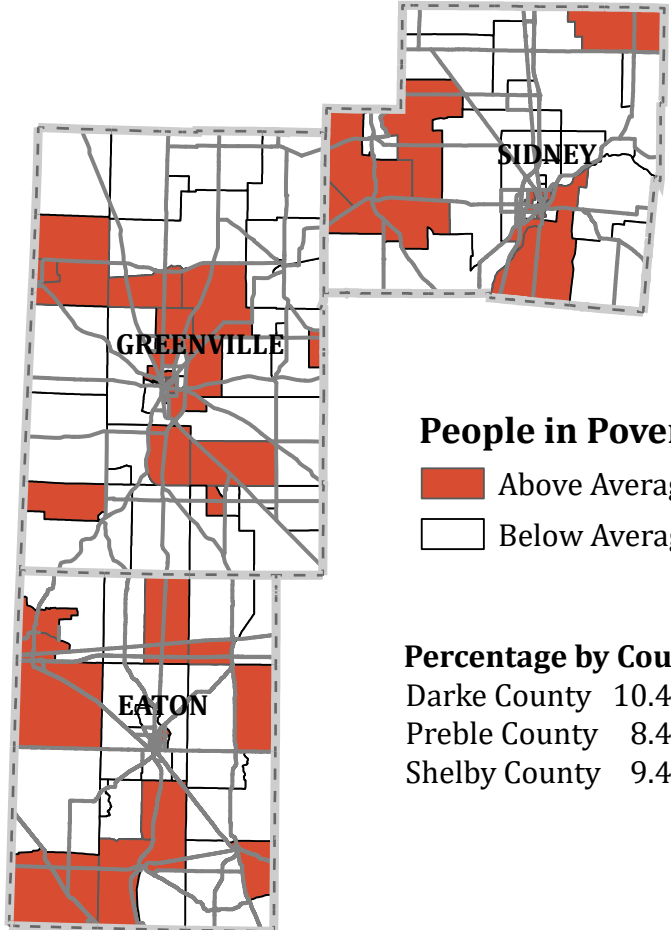 SIDNEY
GREENVILLE
People in Pover
Above Averag
Below Averag
Percentage by Cou
Darke County 10.4
Preble County 8.4
Shelby County 9.4
EATON